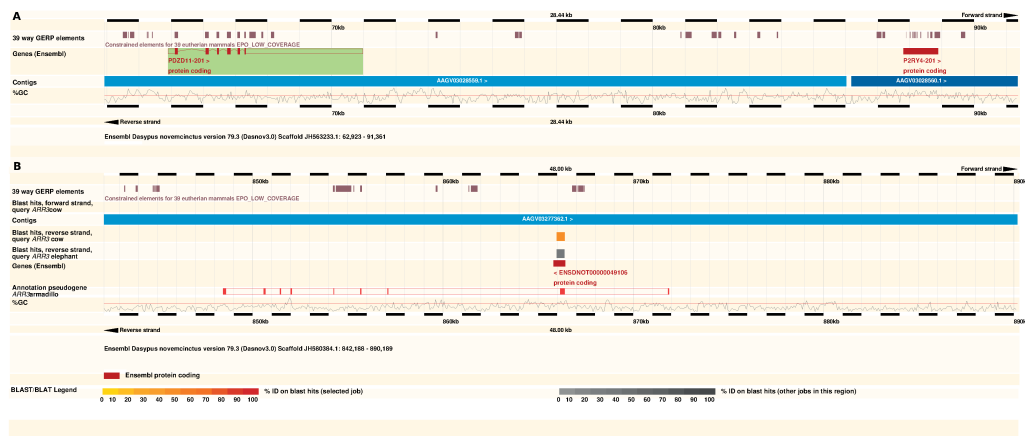 A
28.44 kb
Forward strand
70kb
80kb
90kb
39 way GERP elements
Constrained elements for 39 eutherian mammals EPO_LOW_COVERAGE
Genes (Ensembl)
PDZD11-201 >
protein coding
P2RY4-201 >
protein coding
Contigs
AAGV03028559.1 >
AAGV03028560.1 >
%GC
70kb
80kb
90kb
Reverse strand
28.44 kb
Ensembl Dasypus novemcinctus version 79.3 (Dasnov3.0) Scaffold JH563233.1: 62,923 - 91,361
B
48.00 kb
Forward strand
850kb
860kb
870kb
880kb
890kb
39 way GERP elements
Constrained elements for 39 eutherian mammals EPO_LOW_COVERAGE
Blast hits, forward strand,
query ARR3cow
Contigs
AAGV03277362.1 >
Blast hits, reverse strand,
query ARR3 cow
Blast hits, reverse strand,
query ARR3 elephant
Genes (Ensembl)
< ENSDNOT00000049106
protein coding
Annotation pseudogene
ARR3armadillo
%GC
850kb
860kb
870kb
880kb
890kb
Reverse strand
48.00 kb
Ensembl Dasypus novemcinctus version 79.3 (Dasnov3.0) Scaffold JH580384.1: 842,188 - 890,189
Ensembl protein coding
BLAST/BLAT Legend
% ID on blast hits (selected job)
% ID on blast hits (other jobs in this region)
0 10 20 30 40 50 60 70 80 90 100
0 10 20 30 40 50 60 70 80 90 100